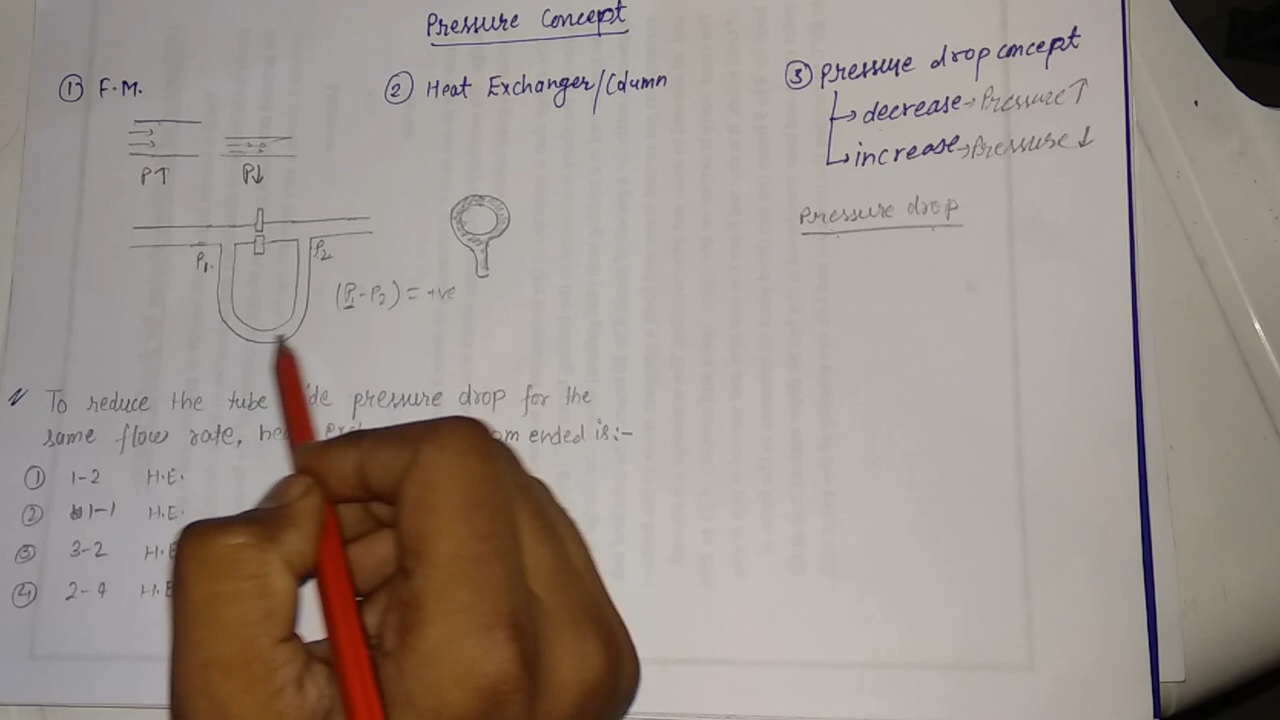 Pressure Concept
① F.M.
② Heat Exchanger/Column
③ Pressure drop concept
↳ decrease → Pressure ↑
↳ increase → Pressure ↓
P↑ P↓
Pressure drop
P₁ P₂
(P₁-P₂) = +ve
To reduce the tube ide pressure drop for the
same flow rate, he ended is:-
① 1-2 H.E.
② 1-1 H.E.
③ 3-2 H.E
④ 2-4 H.E